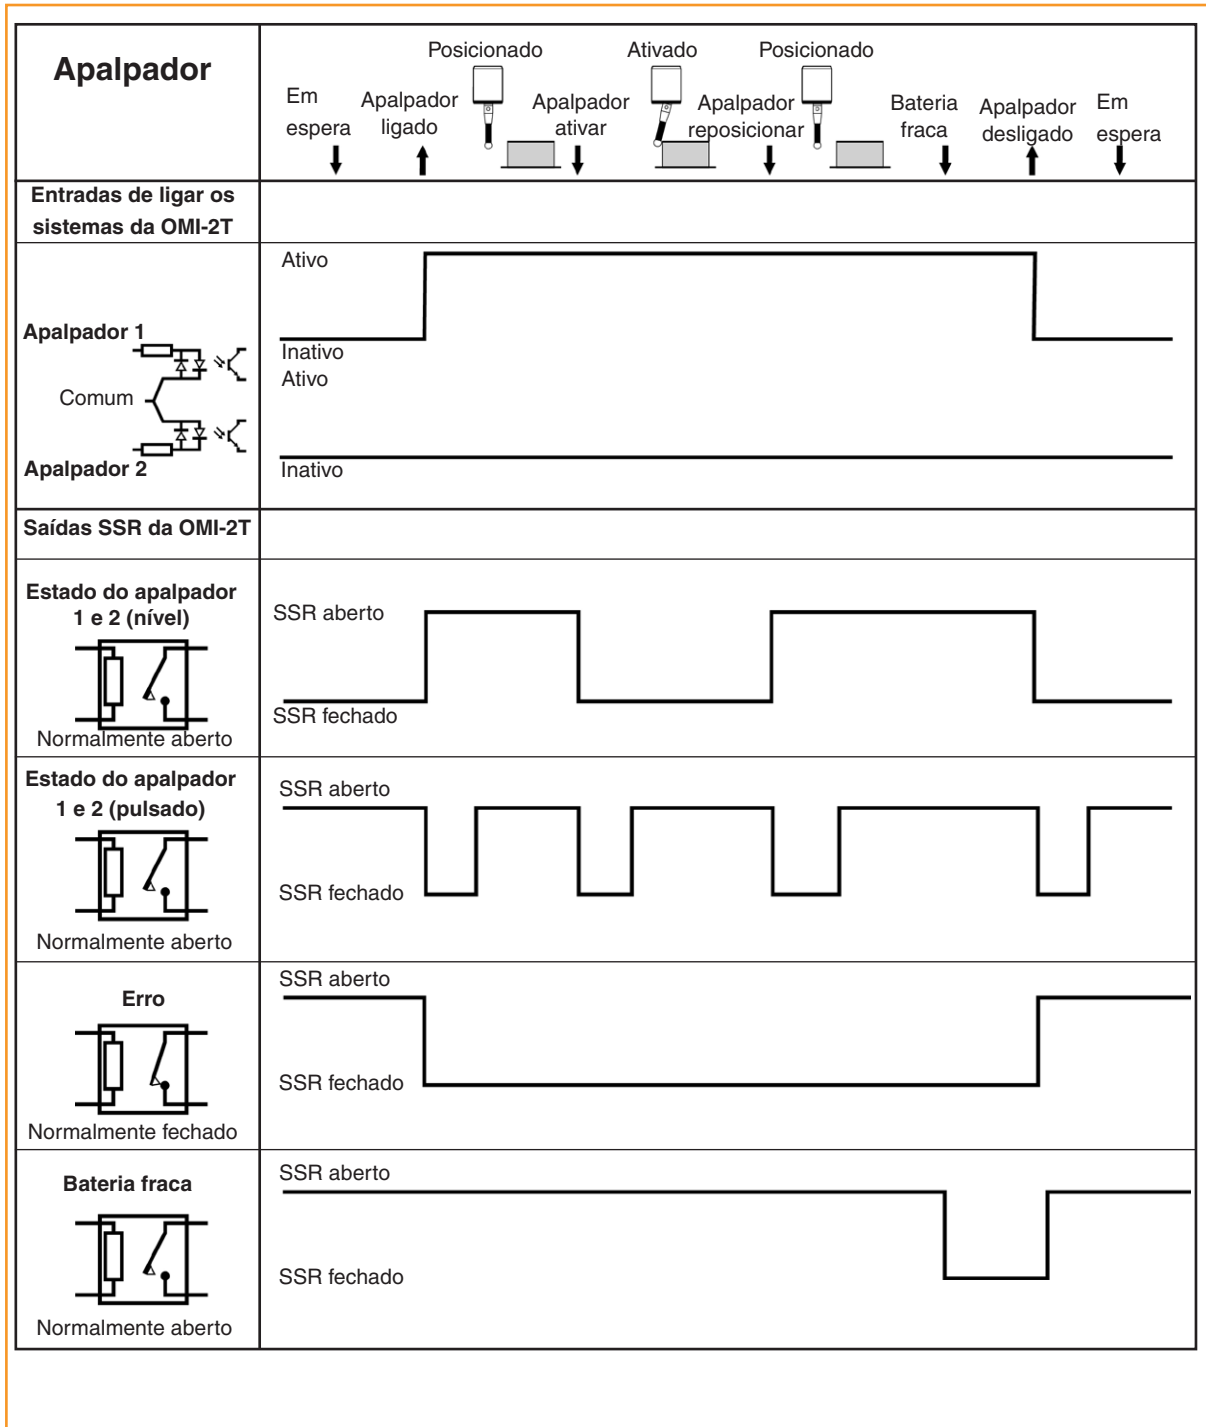 Apalpador
Em
espera
Apalpador
ligado
Posicionado
Apalpador
ativar
Ativado
Apalpador
reposicionar
Posicionado
Bateria
fraca
Apalpador
desligado
Em
espera
Entradas de ligar os
sistemas da OMI-2T
Apalpador 1
Comum
Apalpador 2
Ativo
Inativo
Ativo
Inativo
Saídas SSR da OMI-2T
Estado do apalpador
1 e 2 (nível)
Normalmente aberto
SSR aberto
SSR fechado
Estado do apalpador
1 e 2 (pulsado)
Normalmente aberto
SSR aberto
SSR fechado
Erro
Normalmente fechado
SSR aberto
SSR fechado
Bateria fraca
Normalmente aberto
SSR aberto
SSR fechado